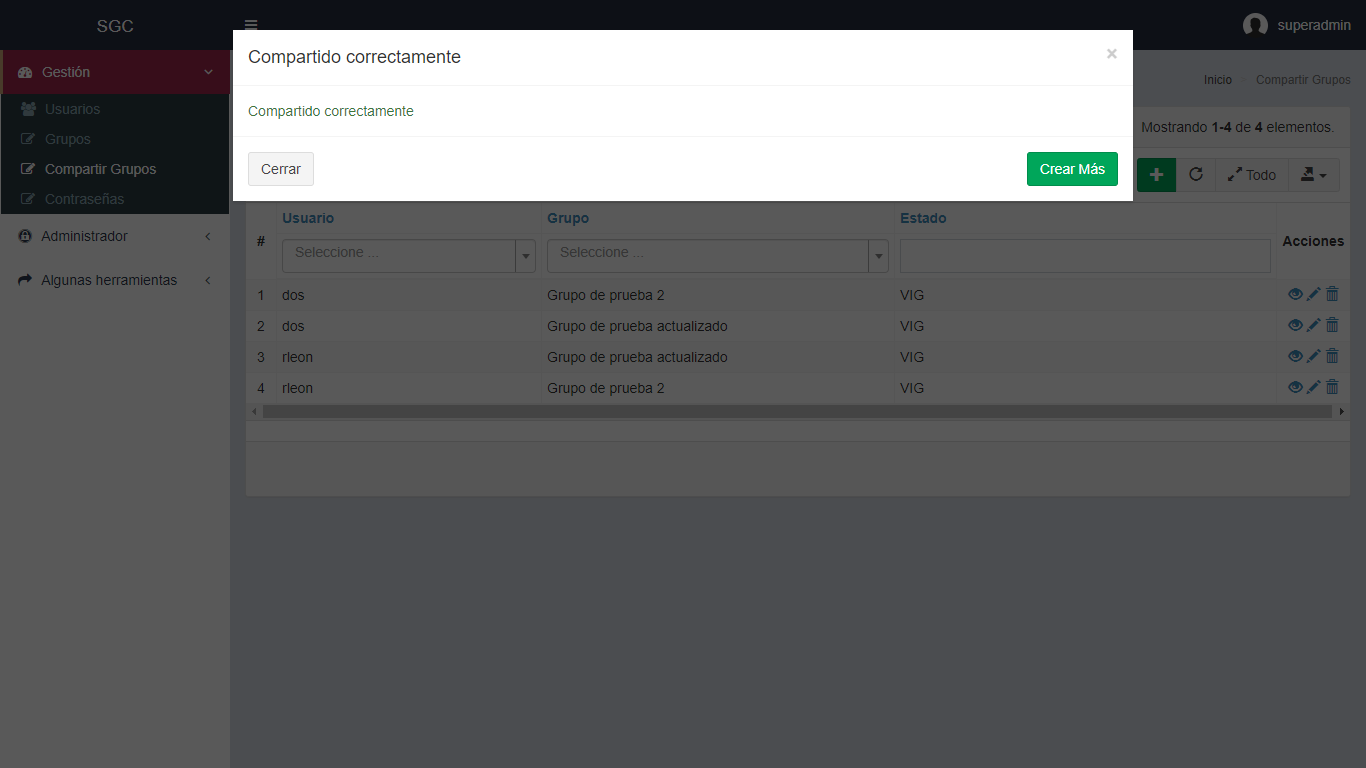 SGC
superadmin
Gestión
Usuarios
Grupos
Compartir Grupos
Contraseñas
Administrador
Algunas herramientas
Compartido correctamente
×
Compartido correctamente
Cerrar
Crear Más
Inicio
Compartir Grupos
Mostrando 1-4 de 4 elementos.
Todo
# Usuario Grupo Estado Acciones
Seleccione ... Seleccione ...
1 dos Grupo de prueba 2 VIG
2 dos Grupo de prueba actualizado VIG
3 rleon Grupo de prueba actualizado VIG
4 rleon Grupo de prueba 2 VIG